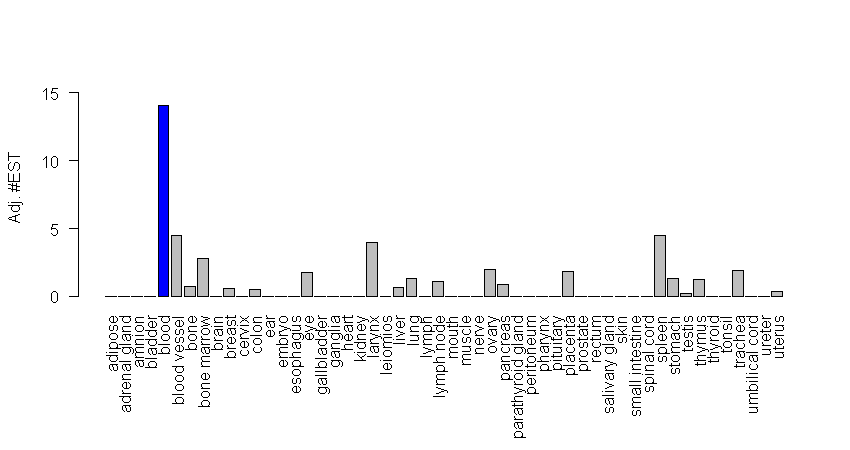 Adj. #EST
15
10
5
0
adipose
adrenal gland
amnion
bladder
blood
blood vessel
bone
bone marrow
brain
breast
cervix
colon
ear
embryo
esophagus
eye
gallbladder
ganglia
heart
kidney
larynx
leiomios
liver
lung
lymph
lymph node
mouth
muscle
nerve
ovary
pancreas
parathyroid gland
peritoneum
pharynx
pituitary
placenta
prostate
rectum
salivary gland
skin
small intestine
spinal cord
spleen
stomach
testis
thymus
thyroid
tonsil
trachea
umbilical cord
ureter
uterus